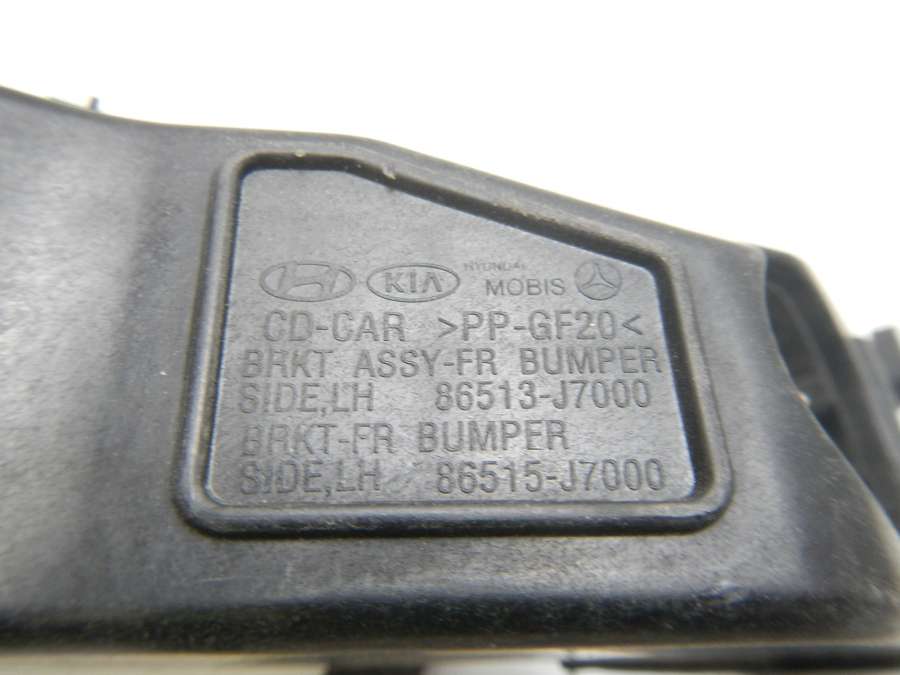 KIA HYUNDAI MOBIS
CD-CAR >PP-GF20<
BRKT ASSY-FR BUMPER
SIDE,LH 86513-J7000
BRKT-FR BUMPER
SIDE,LH 86515-J7000